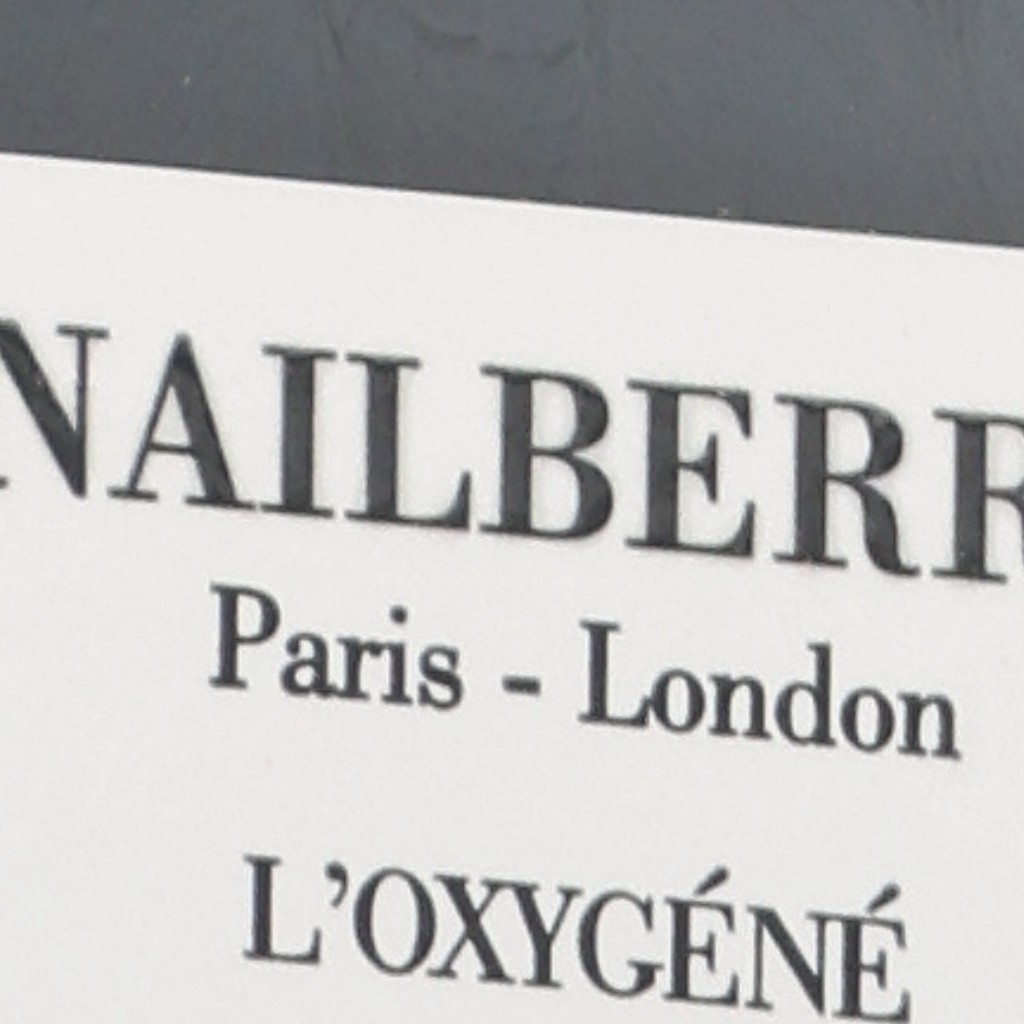 NAILBERR
Paris - London
L’OXYGÉNÉ